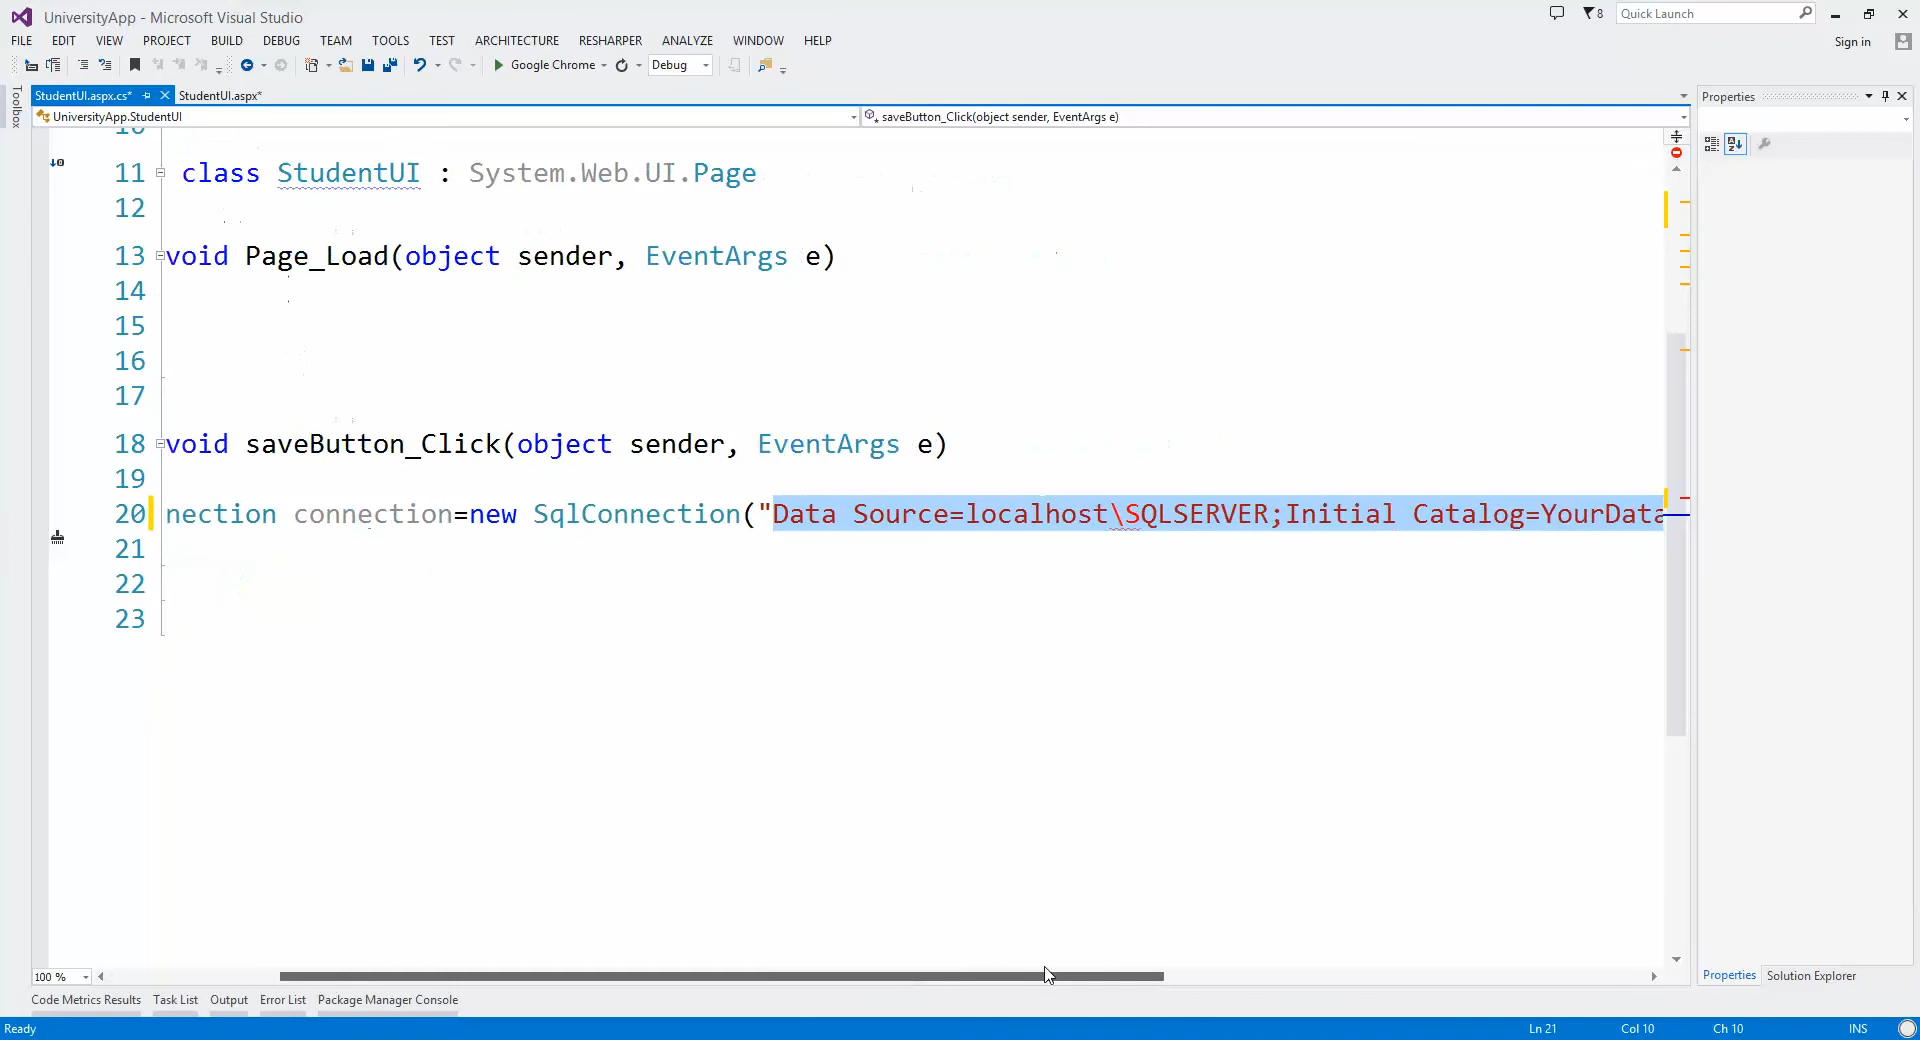 UniversityApp - Microsoft Visual Studio
8
Quick Launch
FILE EDIT VIEW PROJECT BUILD DEBUG TEAM TOOLS TEST ARCHITECTURE RESHARPER ANALYZE WINDOW HELP
Sign in
Google Chrome Debug
Toolbox
StudentUI.aspx.cs* StudentUI.aspx*
Properties
UniversityApp.StudentUI saveButton_Click(object sender, EventArgs e)
10
11 class StudentUI : System.Web.UI.Page
12
13 void Page_Load(object sender, EventArgs e)
14
15
16
17
18 void saveButton_Click(object sender, EventArgs e)
19
20 nection connection=new SqlConnection("Data Source=localhost\SQLSERVER;Initial Catalog=YourData
21
22
23
100 %
Properties Solution Explorer
Code Metrics Results Task List Output Error List Package Manager Console
Ready Ln 21 Col 10 Ch 10 INS